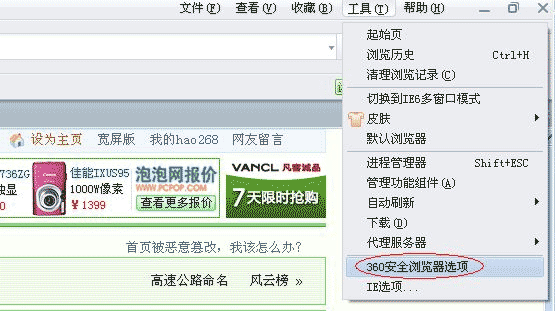 文件(F) 查看(V) 收藏(B) 工具(T) 帮助(H)
起始页
浏览历史 Ctrl+H
清理浏览记录(C)
切换到IE6多窗口模式
皮肤
默认浏览器
进程管理器 Shift+ESC
管理功能组件(A)
自动刷新
下载(D)
代理服务器
360安全浏览器选项
IE选项...
设为主页 宽屏版 我的hao268 网友留言
736ZG
独显
0
佳能IXUS95
1000W像素
¥1399
泡泡网报价
WWW.PCPOP.COM
查看更多报价
VANCL 凡客诚品
7天限时抢购
首页被恶意篡改，我该怎么办?
高速公路命名 风云榜 »